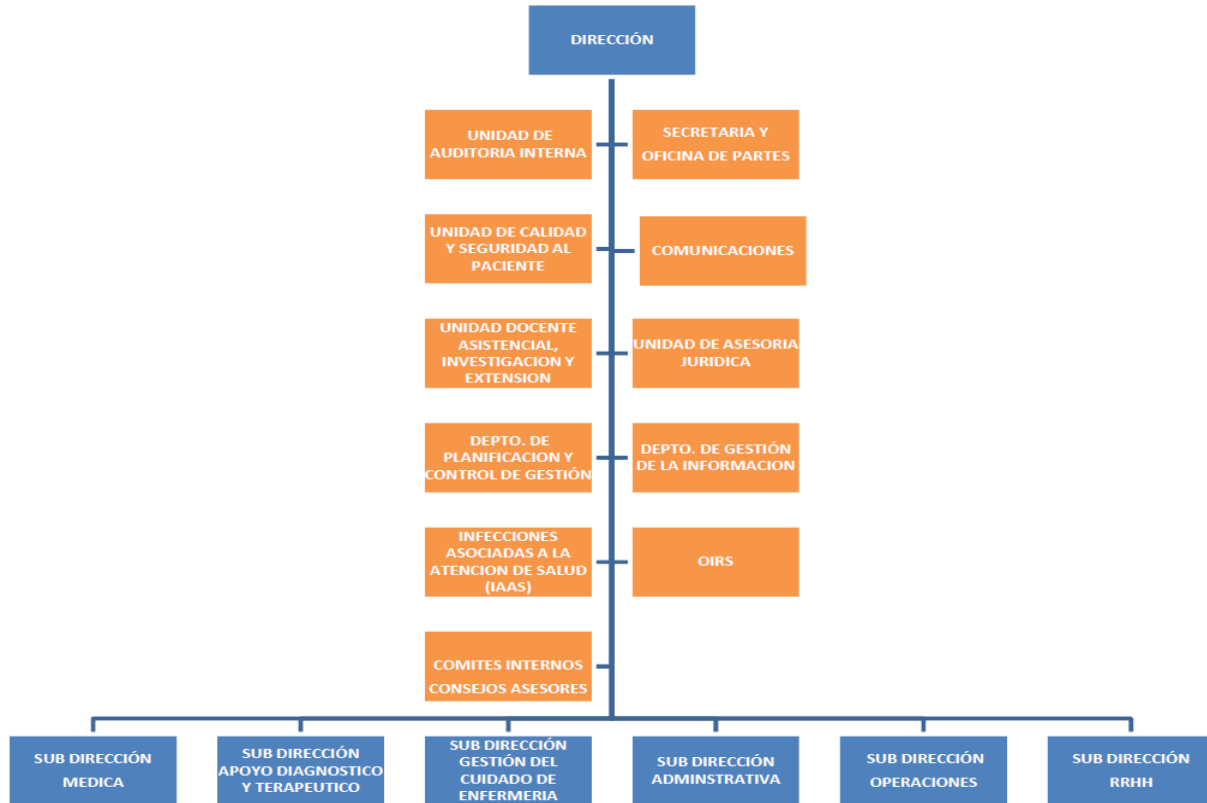 DIRECCIÓN
UNIDAD DE
AUDITORIA INTERNA
SECRETARIA Y
OFICINA DE PARTES
UNIDAD DE CALIDAD
Y SEGURIDAD AL
PACIENTE
COMUNICACIONES
UNIDAD DOCENTE
ASISTENCIAL,
INVESTIGACION Y
EXTENSION
UNIDAD DE ASESORIA
JURIDICA
DEPTO. DE
PLANIFICACION Y
CONTROL DE GESTIÓN
DEPTO. DE GESTIÓN
DE LA INFORMACION
INFECCIONES
ASOCIADAS A LA
ATENCION DE SALUD
(IAAS)
OIRS
COMITES INTERNOS
CONSEJOS ASESORES
SUB DIRECCIÓN
MEDICA
SUB DIRECCIÓN
APOYO DIAGNOSTICO
Y TERAPEUTICO
SUB DIRECCIÓN
GESTIÓN DEL
CUIDADO DE
ENFERMERIA
SUB DIRECCIÓN
ADMINSTRATIVA
SUB DIRECCIÓN
OPERACIONES
SUB DIRECCIÓN
RRHH